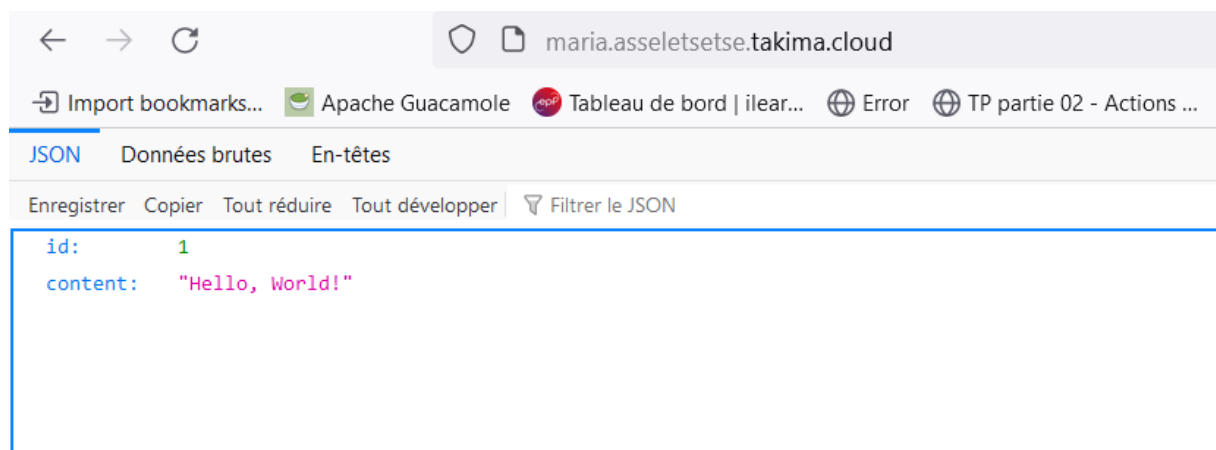 maria.asseletsetse.takima.cloud
Import bookmarks... Apache Guacamole epf Tableau de bord | ilear... Error TP partie 02 - Actions ...
JSON Données brutes En-têtes
Enregistrer Copier Tout réduire Tout développer Filtrer le JSON
id: 1
content: "Hello, World!"